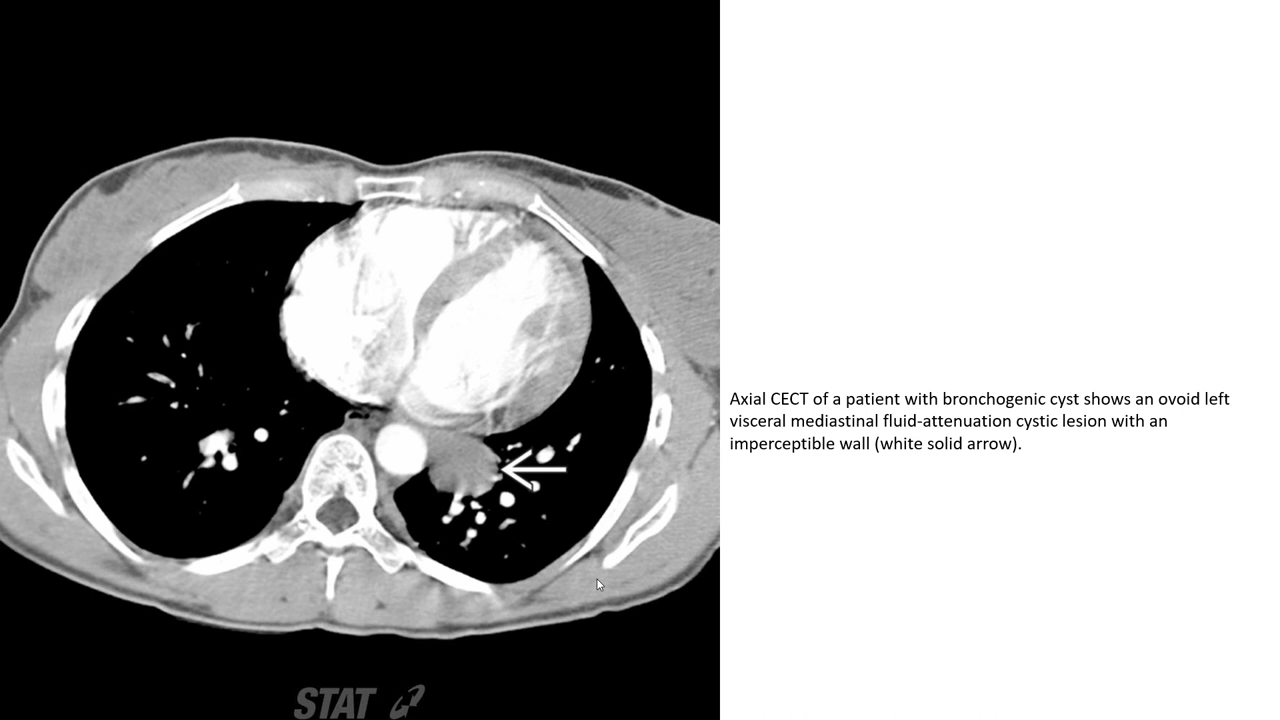 Axial CECT of a patient with bronchogenic cyst shows an ovoid left
visceral mediastinal fluid-attenuation cystic lesion with an
imperceptible wall (white solid arrow).
STAT